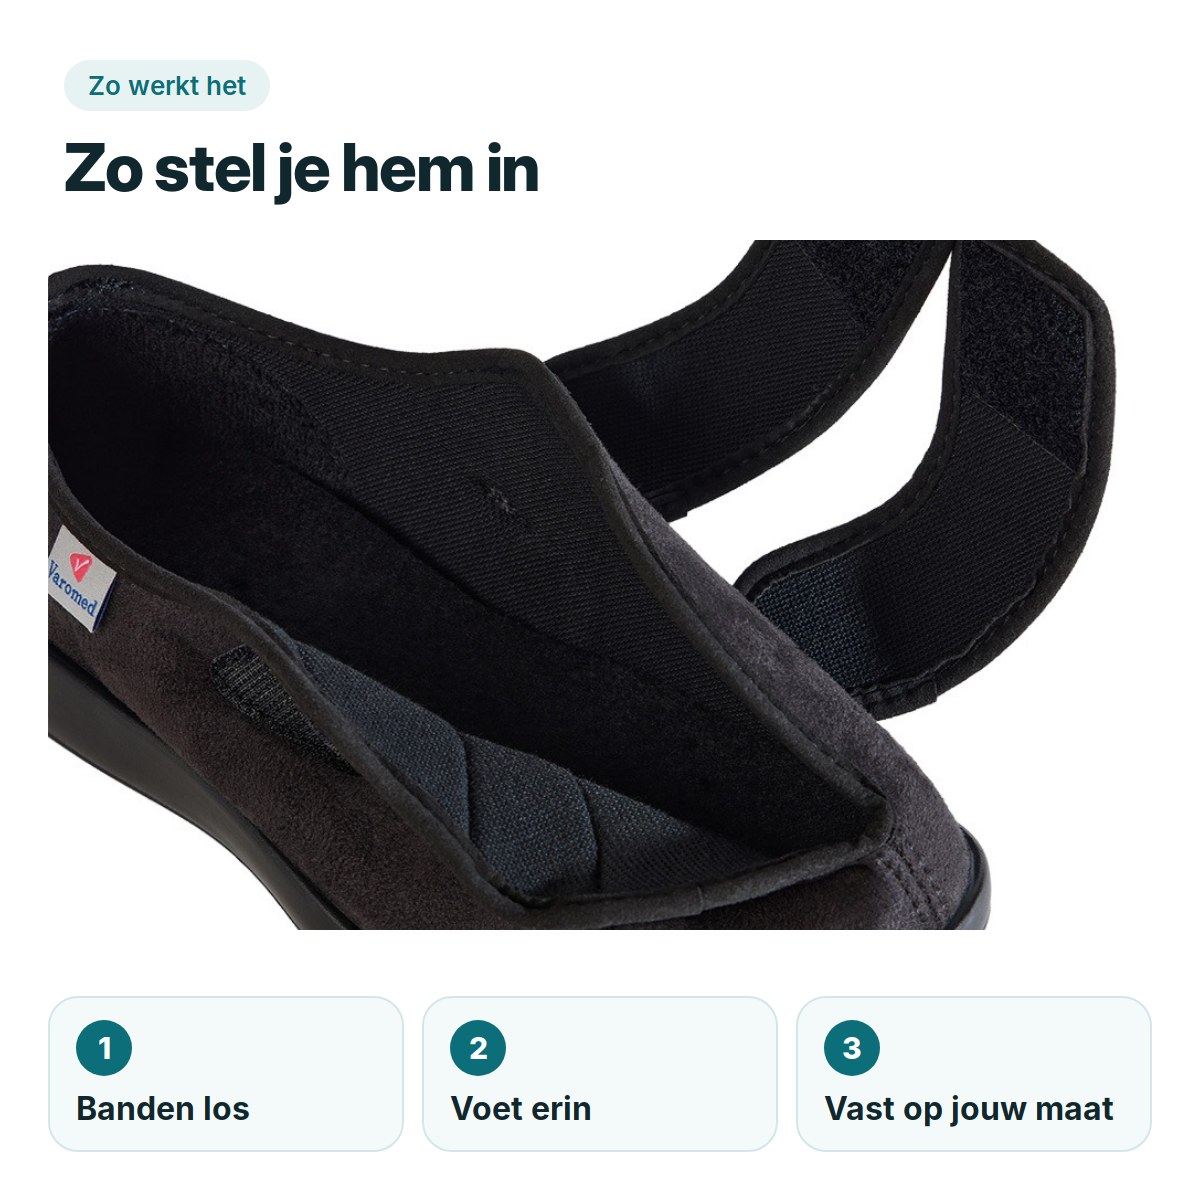 Zo werkt het
Zo stel je hem in
V
Varomed
1
Banden los
2
Voet erin
3
Vast op jouw maat